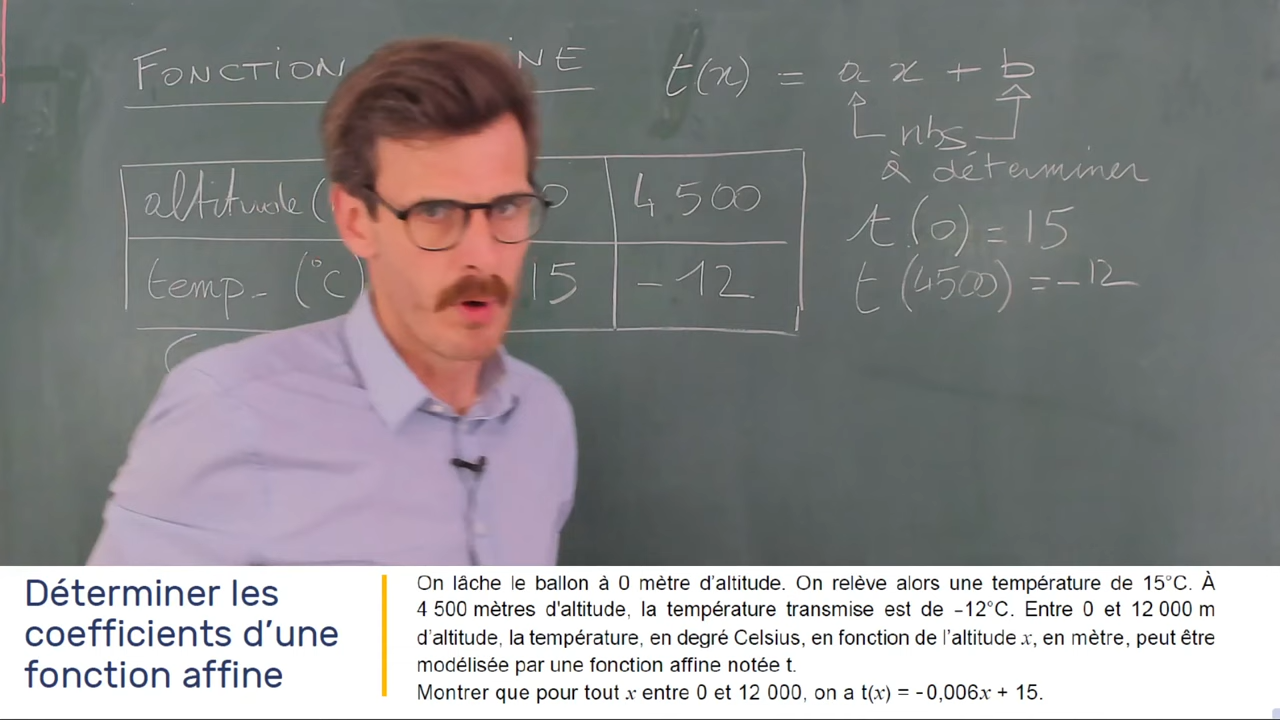 FONCTION INE
t(x) = a x + b
nbs
à déterminer
altitude ( 0 4 500
temp. (°C) 15 -12
t(0) = 15
t(4500) = -12
Déterminer les
coefficients d'une
fonction affine
On lâche le ballon à 0 mètre d'altitude. On relève alors une température de 15°C. À
4 500 mètres d'altitude, la température transmise est de −12°C. Entre 0 et 12 000 m
d'altitude, la température, en degré Celsius, en fonction de l'altitude x, en mètre, peut être
modélisée par une fonction affine notée t.
Montrer que pour tout x entre 0 et 12 000, on a t(x) = -0,006x + 15.